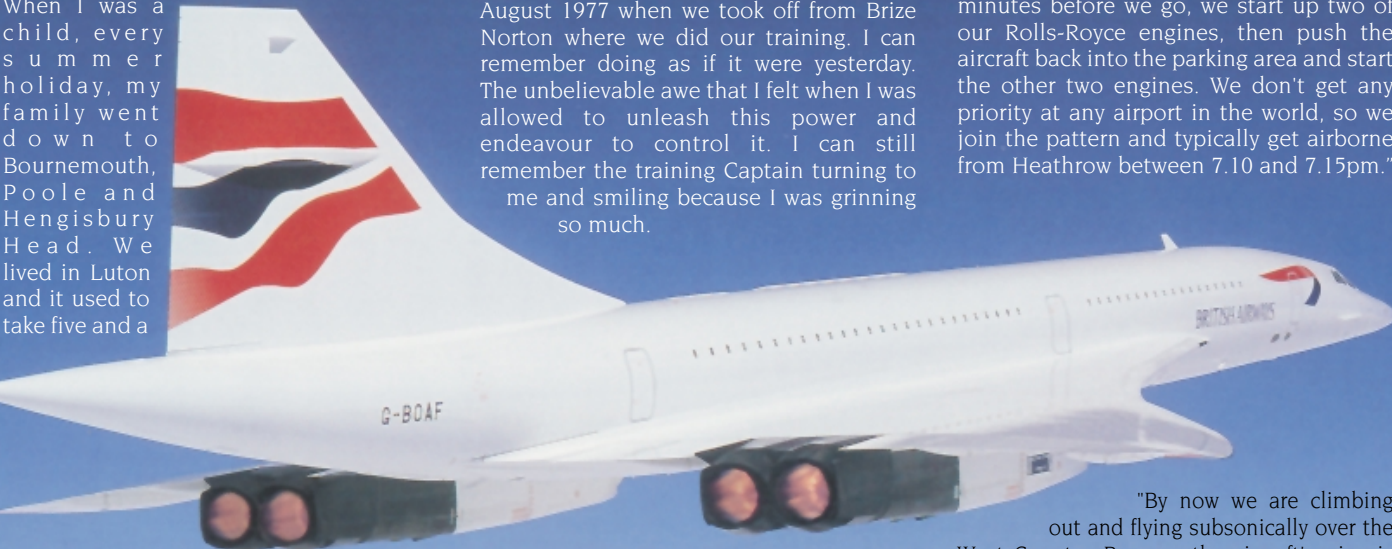 When I was a
child, every
summer
holiday, my
family went
down to
Bournemouth,
Poole and
Hengisbury
Head. We
lived in Luton
and it used to
take five and a
August 1977 when we took off from Brize
Norton where we did our training. I can
remember doing as if it were yesterday.
The unbelievable awe that I felt when I was
allowed to unleash this power and
endeavour to control it. I can still
remember the training Captain turning to
me and smiling because I was grinning
so much.
minutes before we go, we start up two of
our Rolls-Royce engines, then push the
aircraft back into the parking area and start
the other two engines. We don't get any
priority at any airport in the world, so we
join the pattern and typically get airborne
from Heathrow between 7.10 and 7.15pm."
BRITISH AIRWAYS
G-BOAF
"By now we are climbing
out and flying subsonically over the